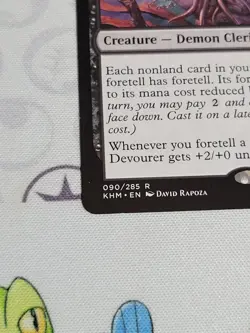 Creature — Demon Cler
Each nonland card in you
foretell has foretell. Its fo
to its mana cost reduced
turn, you may pay 2 and
face down. Cast it on a late
cost.)
Whenever you foretell a
Devourer gets +2/+0 un
090/285 R
KHM • EN DAVID RAPOZA